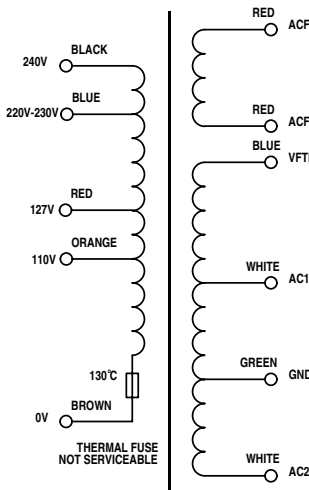 RED
ACF
BLACK
240V
BLUE
220V-230V
RED
ACF
BLUE
VFT
RED
127V
ORANGE
110V
WHITE
AC1
GREEN
GND
130℃
BROWN
0V
THERMAL FUSE
NOT SERVICEABLE
WHITE
AC2